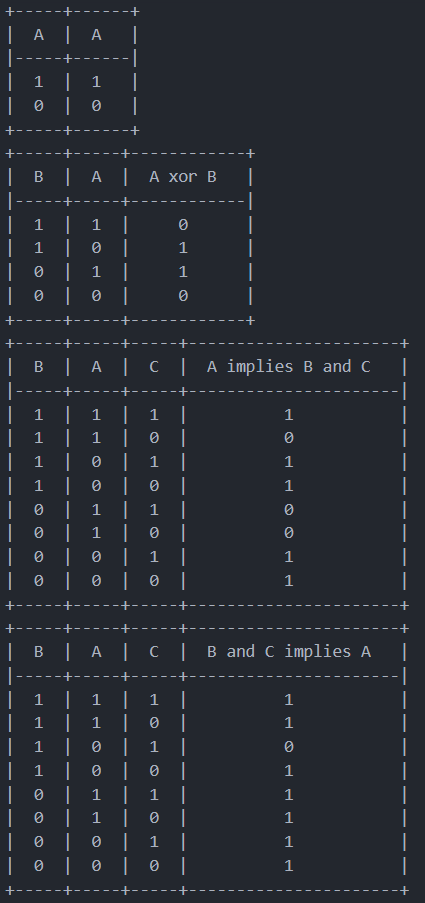 +-----+------+
|  A  |  A   |
|-----+------|
|  1  |  1   |
|  0  |  0   |
+-----+------+
+-----+-----+------------+
|  B  |  A  |  A xor B   |
|-----+-----+------------|
|  1  |  1  |     0      |
|  1  |  0  |     1      |
|  0  |  1  |     1      |
|  0  |  0  |     0      |
+-----+-----+------------+
+-----+-----+-----+----------------------+
|  B  |  A  |  C  |  A implies B and C   |
|-----+-----+-----+----------------------|
|  1  |  1  |  1  |          1           |
|  1  |  1  |  0  |          0           |
|  1  |  0  |  1  |          1           |
|  1  |  0  |  0  |          1           |
|  0  |  1  |  1  |          0           |
|  0  |  1  |  0  |          0           |
|  0  |  0  |  1  |          1           |
|  0  |  0  |  0  |          1           |
+-----+-----+-----+----------------------+
+-----+-----+-----+----------------------+
|  B  |  A  |  C  |  B and C implies A   |
|-----+-----+-----+----------------------|
|  1  |  1  |  1  |          1           |
|  1  |  1  |  0  |          1           |
|  1  |  0  |  1  |          0           |
|  1  |  0  |  0  |          1           |
|  0  |  1  |  1  |          1           |
|  0  |  1  |  0  |          1           |
|  0  |  0  |  1  |          1           |
|  0  |  0  |  0  |          1           |
+-----+-----+-----+----------------------+